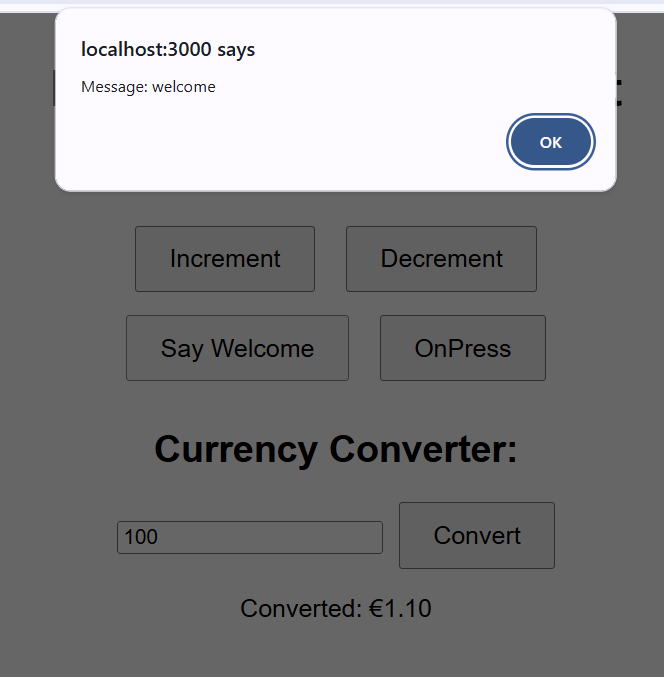 localhost:3000 says
Message: welcome
OK
Increment Decrement
Say Welcome OnPress
Currency Converter:
100 Convert
Converted: €1.10